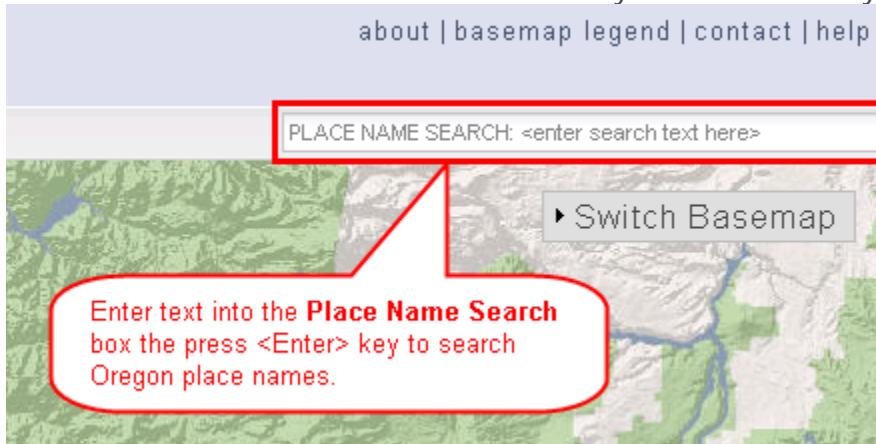 about | basemap legend | contact | help
PLACE NAME SEARCH: <enter search text here>
Switch Basemap
Enter text into the Place Name Search
box the press <Enter> key to search
Oregon place names.